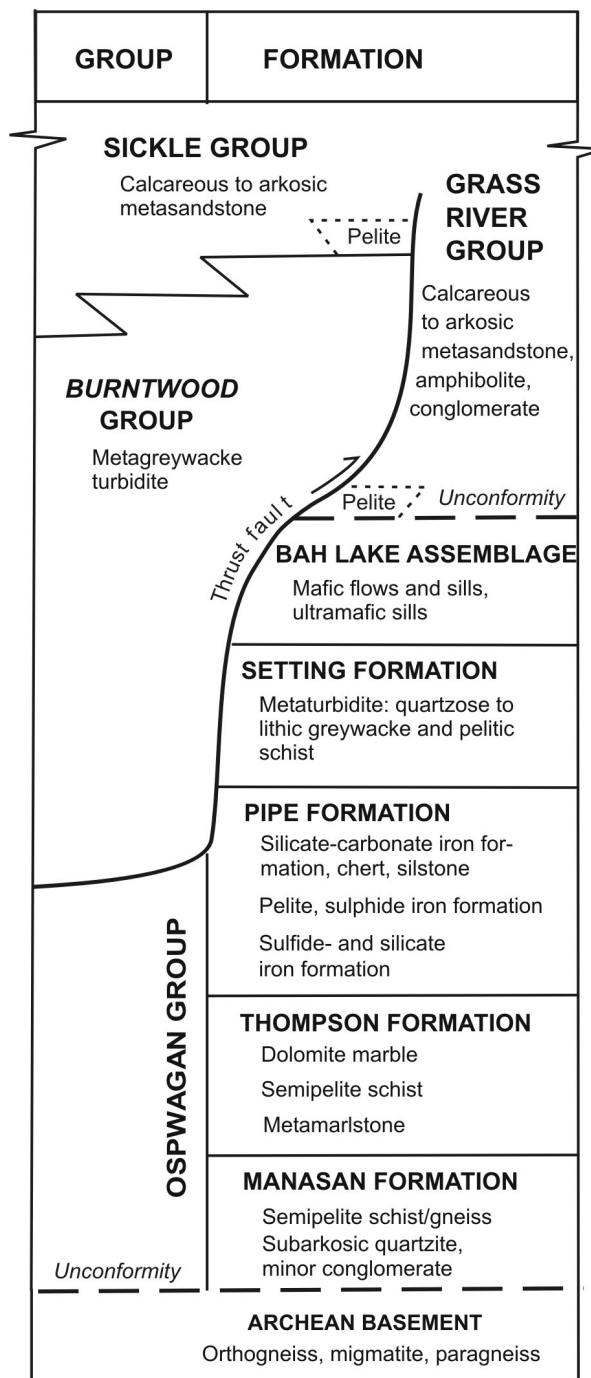 GROUP
FORMATION
SICKLE GROUP
Calcareous to arkosic
metasandstone
Pelite
GRASS
RIVER
GROUP
Calcareous
to arkosic
metasandstone,
amphibolite,
conglomerate
BURNTWOOD
GROUP
Metagreywacke
turbidite
Thrust fault
Pelite
Unconformity
BAH LAKE ASSEMBLAGE
Mafic flows and sills,
ultramafic sills
SETTING FORMATION
Metaturbidite: quartzose to
lithic greywacke and pelitic
schist
PIPE FORMATION
Silicate-carbonate iron for-
mation, chert, silstone
Pelite, sulphide iron formation
Sulfide- and silicate
iron formation
OSPWAGAN GROUP
THOMPSON FORMATION
Dolomite marble
Semipelite schist
Metamarlstone
MANASAN FORMATION
Semipelite schist/gneiss
Subarkosic quartzite,
minor conglomerate
Unconformity
ARCHEAN BASEMENT
Orthogneiss, migmatite, paragneiss